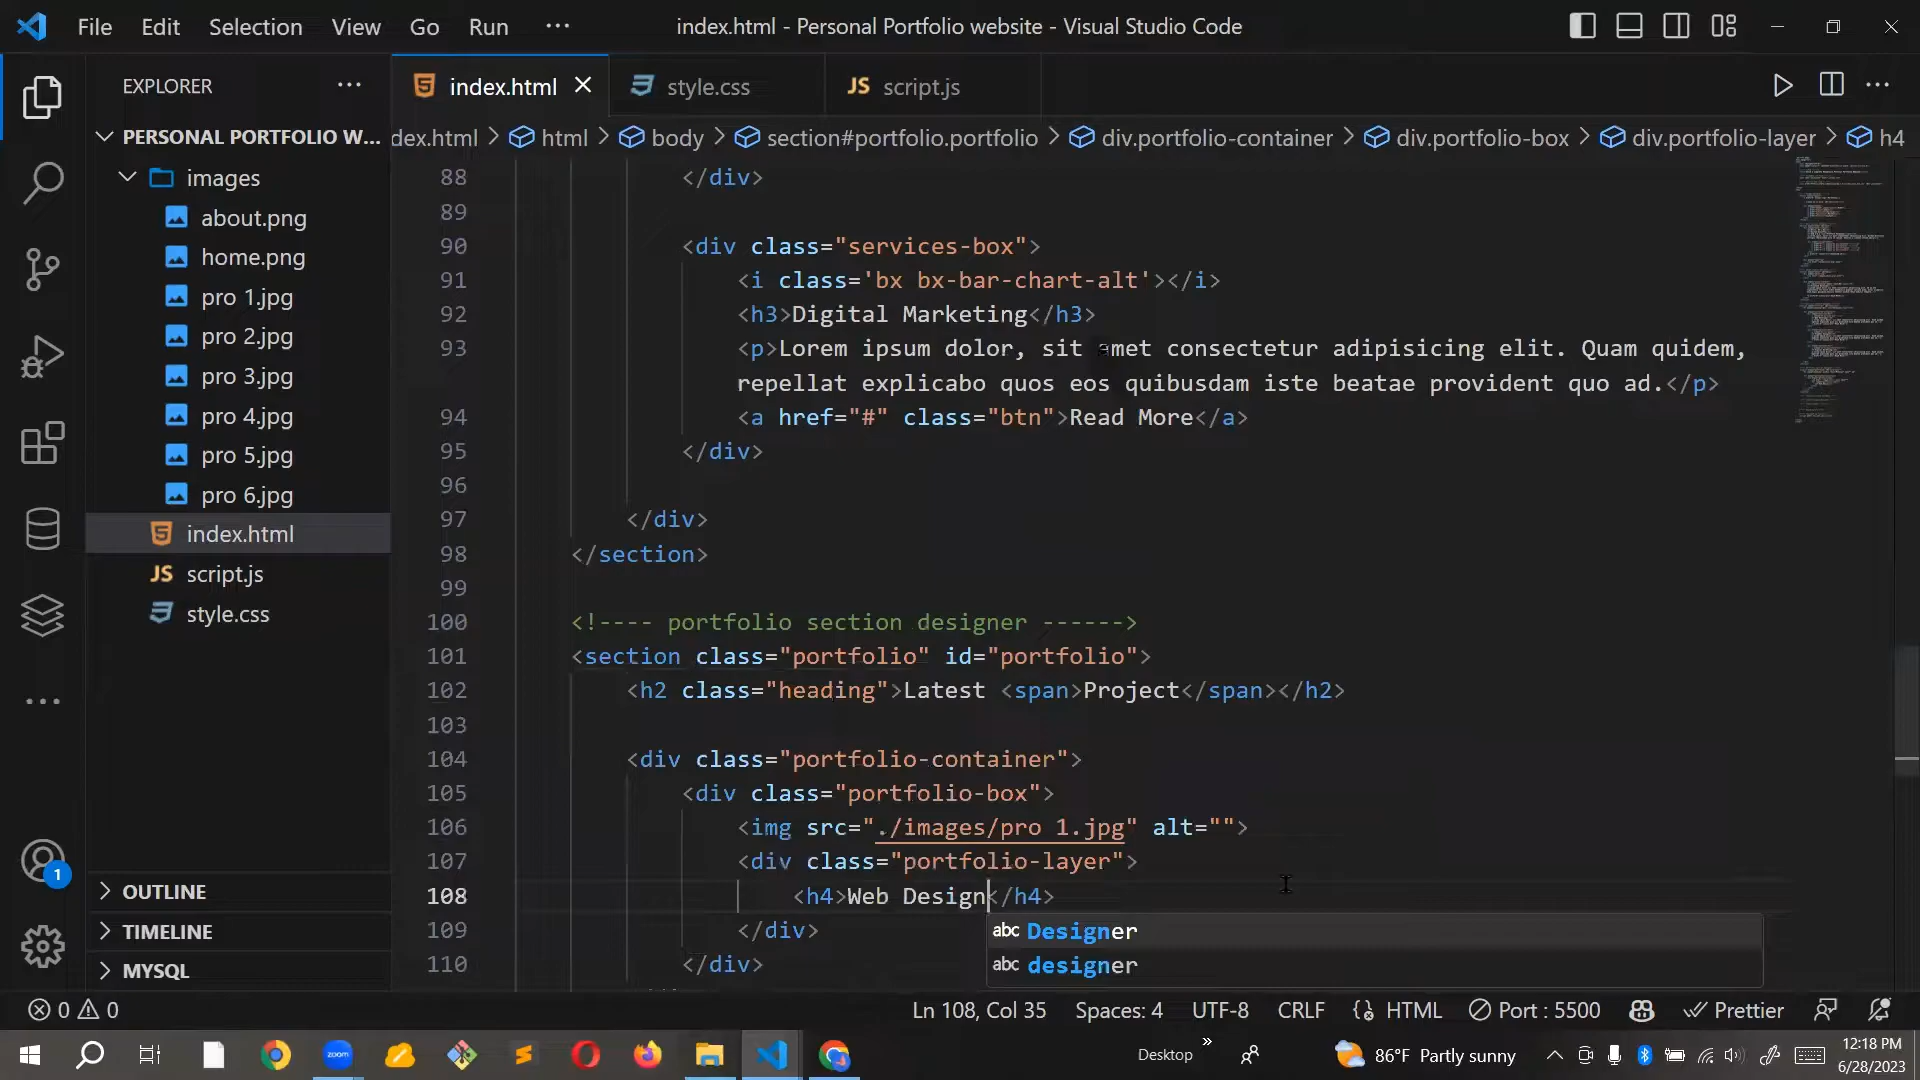 File Edit Selection View Go Run ··· index.html - Personal Portfolio website - Visual Studio Code
EXPLORER ···
index.html style.css JS script.js
PERSONAL PORTFOLIO W...
dex.html > html > body > section#portfolio.portfolio > div.portfolio-container > div.portfolio-box > div.portfolio-layer > h4
images
about.png
home.png
pro 1.jpg
pro 2.jpg
pro 3.jpg
pro 4.jpg
pro 5.jpg
pro 6.jpg
index.html
JS script.js
style.css
OUTLINE
TIMELINE
MYSQL
88 </div>
89
90 <div class="services-box">
91 <i class='bx bx-bar-chart-alt'></i>
92 <h3>Digital Marketing</h3>
93 <p>Lorem ipsum dolor, sit amet consectetur adipisicing elit. Quam quidem,
repellat explicabo quos eos quibusdam iste beatae provident quo ad.</p>
94 <a href="#" class="btn">Read More</a>
95 </div>
96
97 </div>
98 </section>
99
100 <!---- portfolio section designer ------>
101 <section class="portfolio" id="portfolio">
102 <h2 class="heading">Latest <span>Project</span></h2>
103
104 <div class="portfolio-container">
105 <div class="portfolio-box">
106 <img src="./images/pro 1.jpg" alt="">
107 <div class="portfolio-layer">
108 <h4>Web Design</h4>
109 </div>
110 </div>
abc Designer
abc designer
1
0 0 Ln 108, Col 35 Spaces: 4 UTF-8 CRLF HTML Port : 5500 Prettier
zoom
Desktop
86°F Partly sunny
12:18 PM
6/28/2023